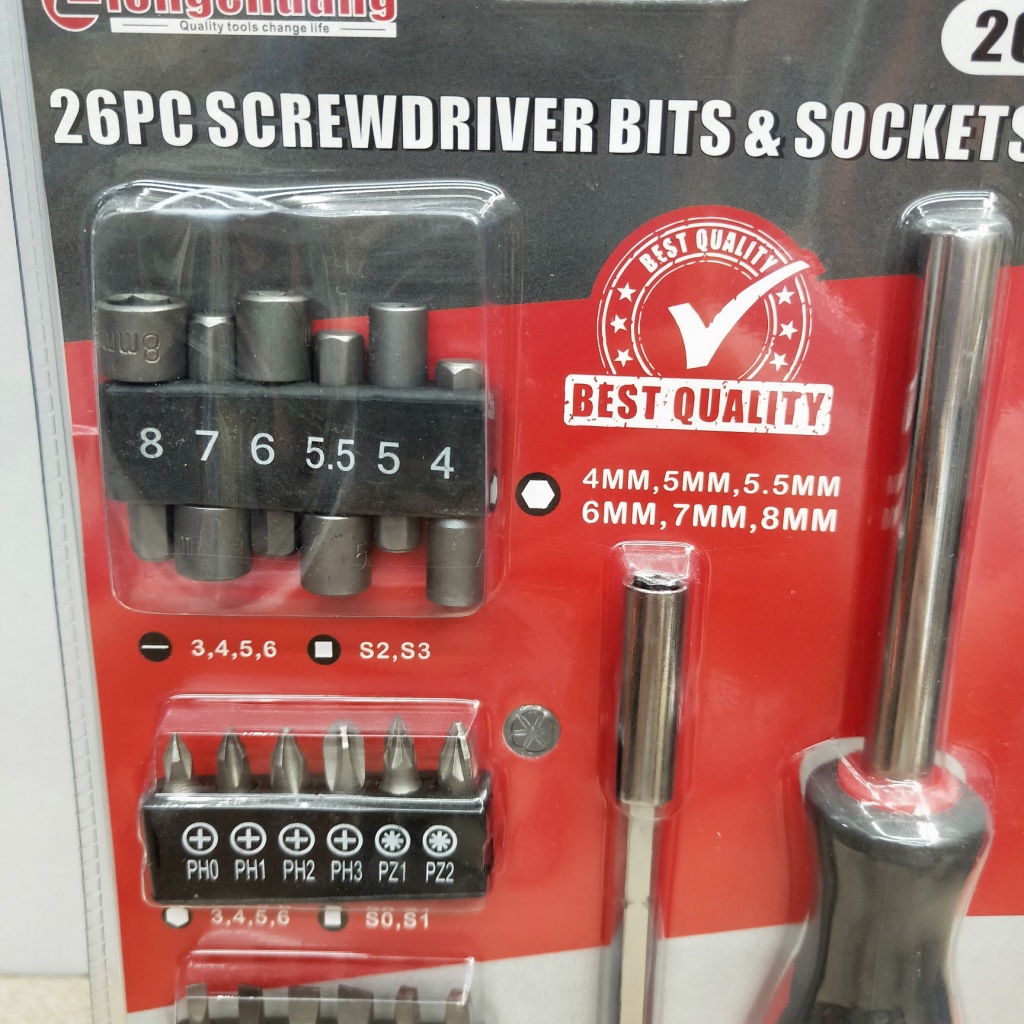 Quality tools change life
26PC SCREWDRIVER BITS & SOCKETS
BEST QUALITY
BEST QUALITY
8MM
8 7 6 5.5 5 4
4MM,5MM,5.5MM
6MM,7MM,8MM
3,4,5,6 S2,S3
PH0 PH1 PH2 PH3 PZ1 PZ2
3,4,5,6 S0,S1